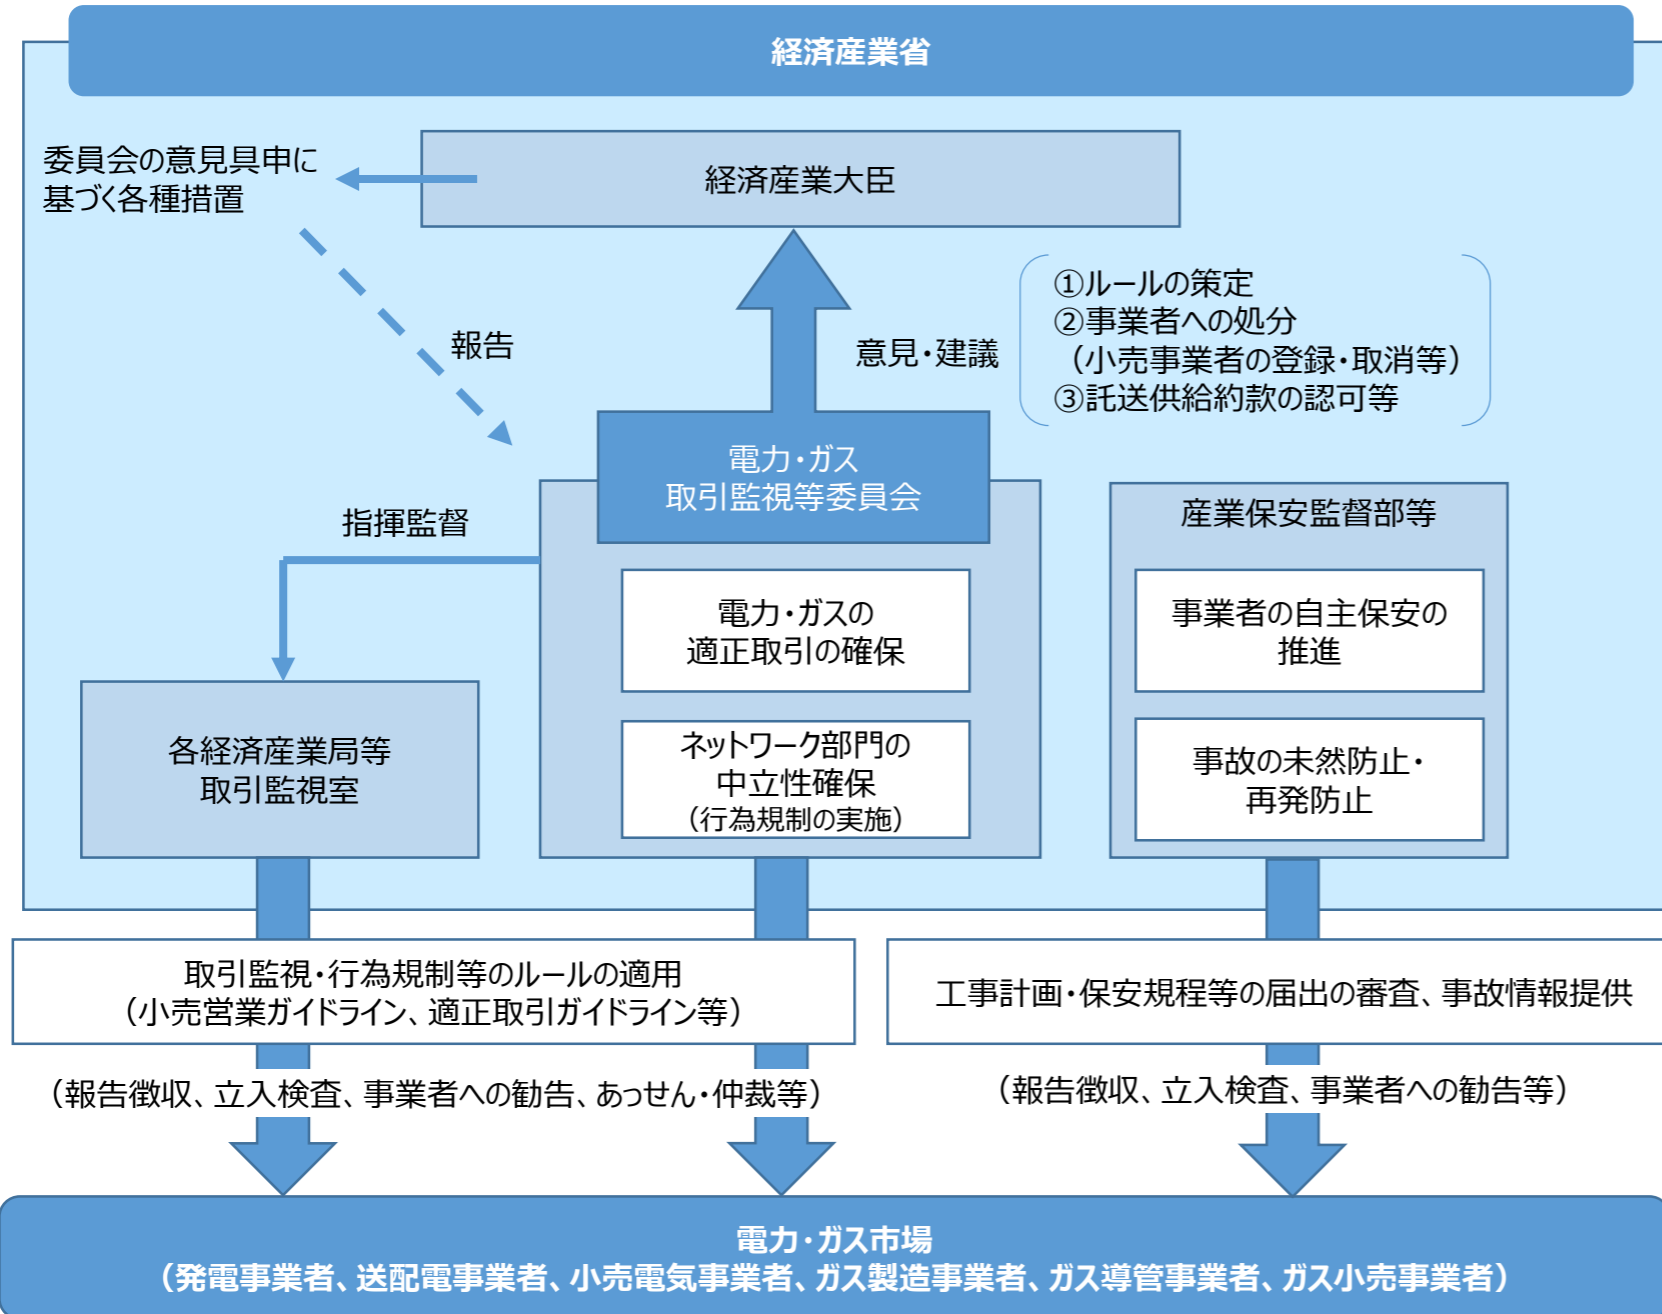 経済産業省
委員会の意見具申に
基づく各種措置
経済産業大臣
報告
意見・建議
①ルールの策定
②事業者への処分
（小売事業者の登録・取消等）
③託送供給約款の認可等
電力・ガス
取引監視等委員会
指揮監督
電力・ガスの
適正取引の確保
ネットワーク部門の
中立性確保
（行為規制の実施）
産業保安監督部等
事業者の自主保安の
推進
事故の未然防止・
再発防止
各経済産業局等
取引監視室
取引監視・行為規制等のルールの適用
（小売営業ガイドライン、適正取引ガイドライン等）
工事計画・保安規程等の届出の審査、事故情報提供
（報告徴収、立入検査、事業者への勧告、あっせん・仲裁等）
（報告徴収、立入検査、事業者への勧告等）
電力・ガス市場
（発電事業者、送配電事業者、小売電気事業者、ガス製造事業者、ガス導管事業者、ガス小売事業者）